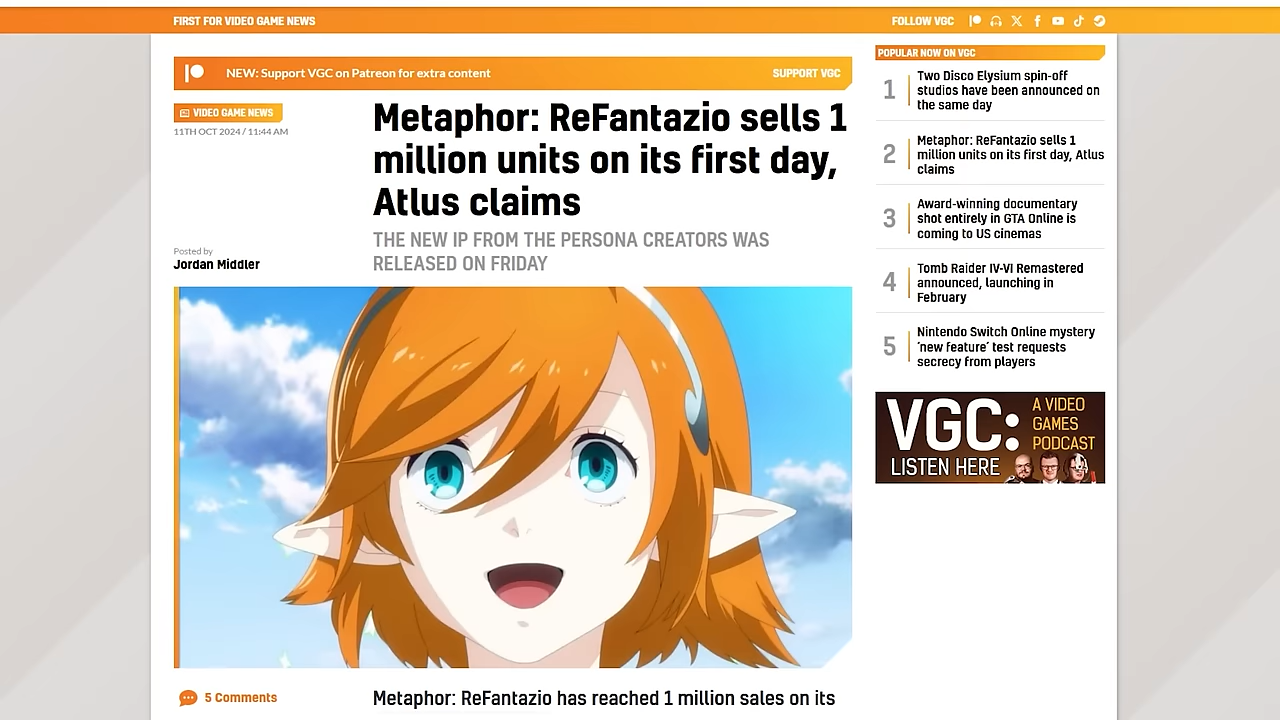 FIRST FOR VIDEO GAME NEWS
FOLLOW VGC
NEW: Support VGC on Patreon for extra content
SUPPORT VGC
VIDEO GAME NEWS
11TH OCT 2024 / 11:44 AM
Metaphor: ReFantazio sells 1
million units on its first day,
Atlus claims
THE NEW IP FROM THE PERSONA CREATORS WAS
RELEASED ON FRIDAY
Posted by
Jordan Middler
5 Comments
Metaphor: ReFantazio has reached 1 million sales on its
POPULAR NOW ON VGC
1
Two Disco Elysium spin-off
studios have been announced on
the same day
2
Metaphor: ReFantazio sells 1
million units on its first day, Atlus
claims
3
Award-winning documentary
shot entirely in GTA Online is
coming to US cinemas
4
Tomb Raider IV-VI Remastered
announced, launching in
February
5
Nintendo Switch Online mystery
‘new feature’ test requests
secrecy from players
VGC:
A VIDEO
GAMES
PODCAST
LISTEN HERE